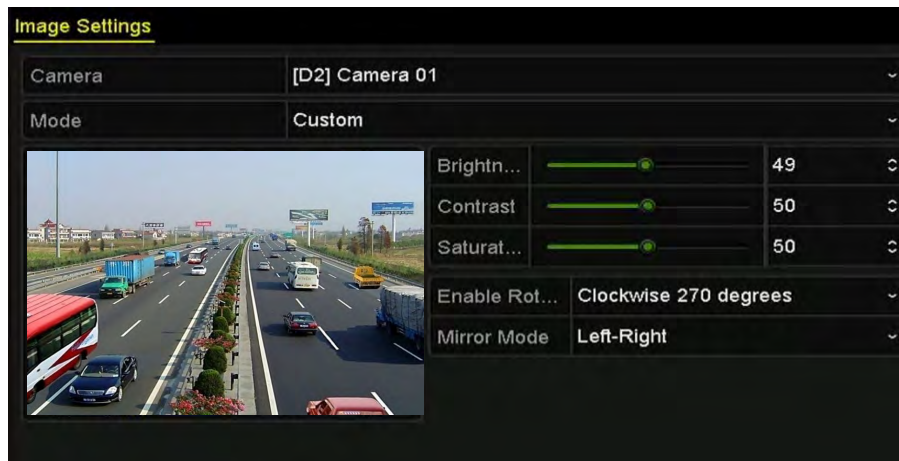 Image Settings
Camera [D2] Camera 01
Mode Custom
Brightn... 49
Contrast 50
Saturat... 50
Enable Rot... Clockwise 270 degrees
Mirror Mode Left-Right